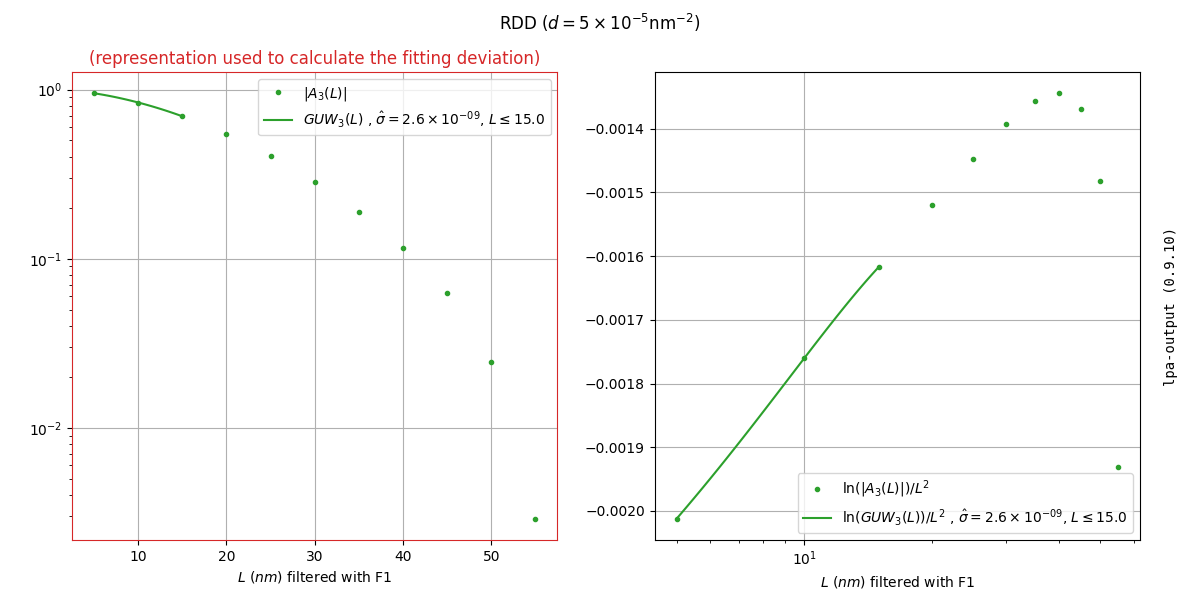 RDD ($d = 5 \times 10^{-5}$nm$^{-2}$)
(representation used to calculate the fitting deviation)
$10^0$
$10^{-1}$
$10^{-2}$
$|A_3(L)|$
$GUW_3(L)$ , $\hat{\sigma} = 2.6 \times 10^{-09}$, $L \leq 15.0$
10 20 30 40 50
$L$ $(nm)$ filtered with F1
−0.0014
−0.0015
−0.0016
−0.0017
−0.0018
−0.0019
−0.0020
ln($|A_3(L)|$)/$L^2$
ln($GUW_3(L)$)/$L^2$ , $\hat{\sigma} = 2.6 \times 10^{-09}$, $L \leq 15.0$
$10^1$
$L$ $(nm)$ filtered with F1
lpa-output (0.9.10)